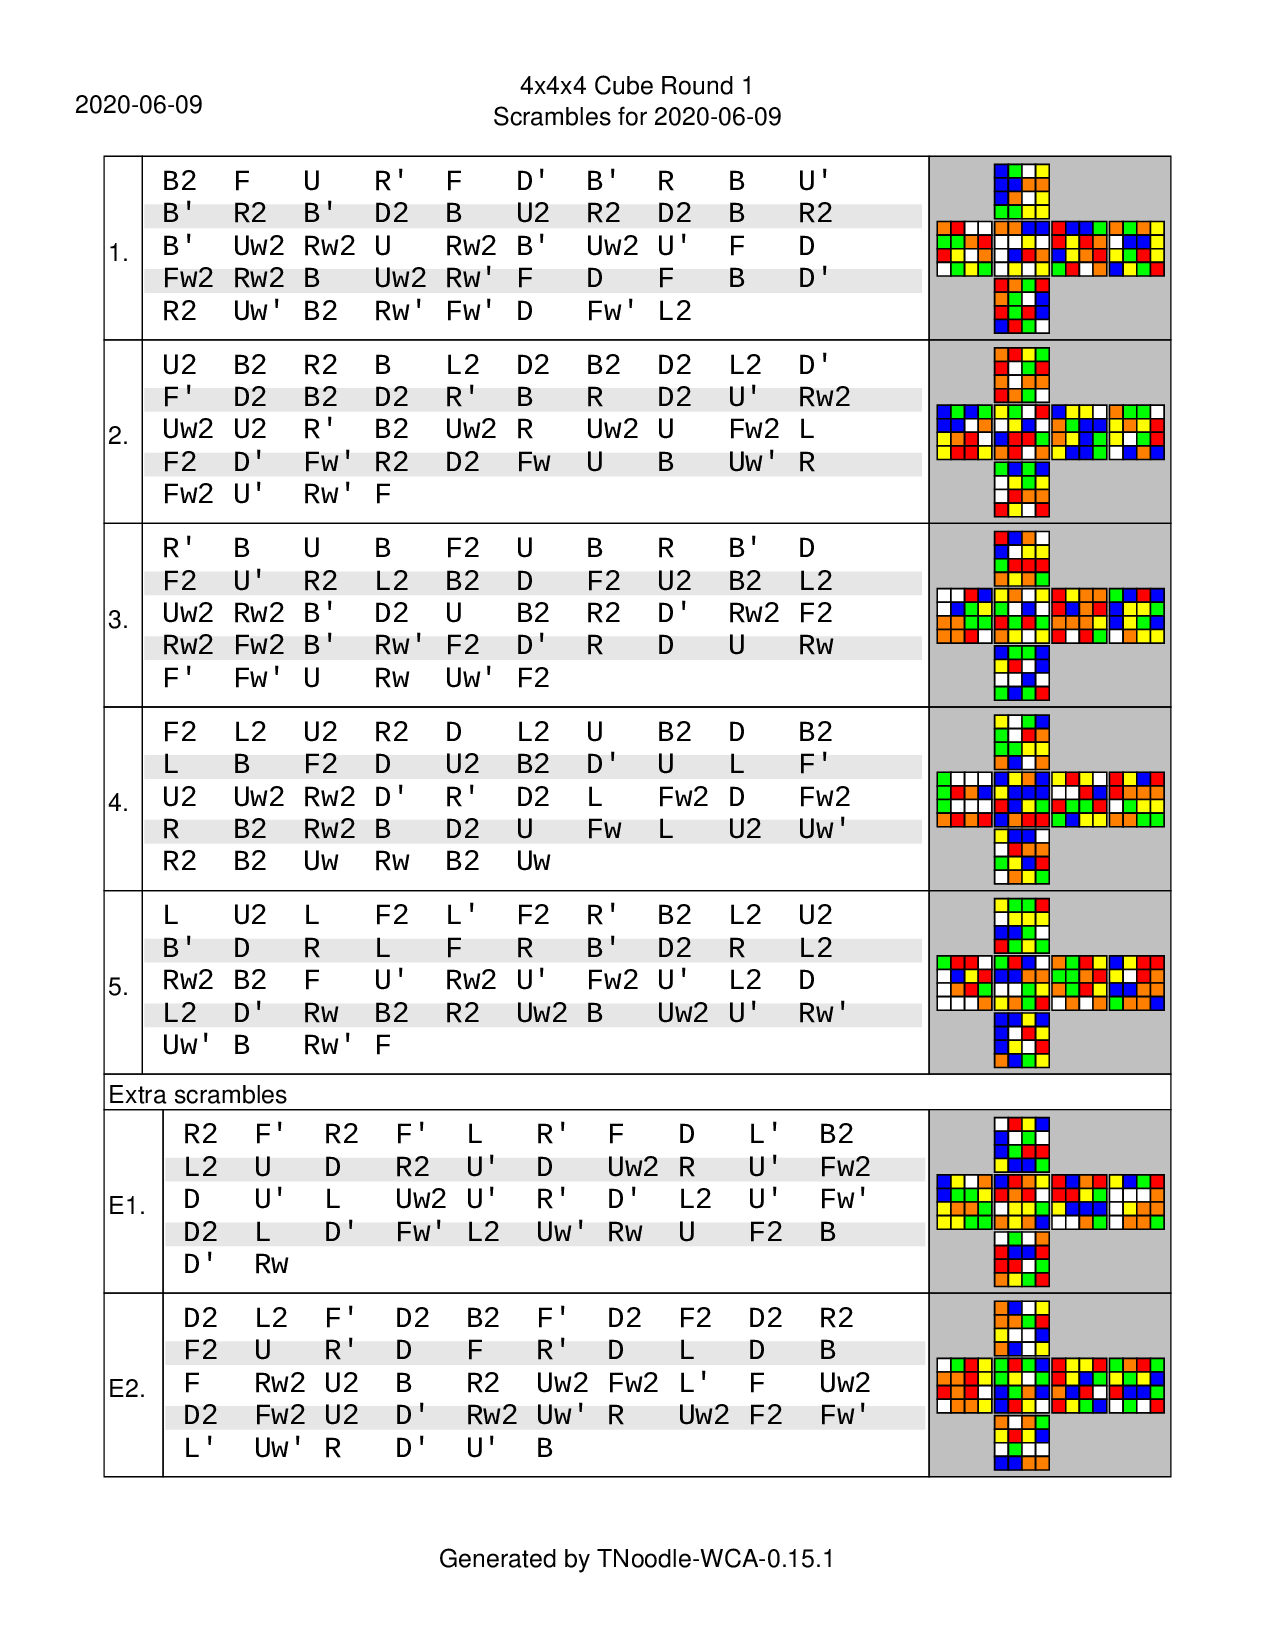 2020-06-09
4x4x4 Cube Round 1
Scrambles for 2020-06-09
1.
B2 F U R' F D' B' R B U'
B' R2 B' D2 B U2 R2 D2 B R2
B' Uw2 Rw2 U Rw2 B' Uw2 U' F D
Fw2 Rw2 B Uw2 Rw' F D F B D'
R2 Uw' B2 Rw' Fw' D Fw' L2
2.
U2 B2 R2 B L2 D2 B2 D2 L2 D'
F' D2 B2 D2 R' B R D2 U' Rw2
Uw2 U2 R' B2 Uw2 R Uw2 U Fw2 L
F2 D' Fw' R2 D2 Fw U B Uw' R
Fw2 U' Rw' F
3.
R' B U B F2 U B R B' D
F2 U' R2 L2 B2 D F2 U2 B2 L2
Uw2 Rw2 B' D2 U B2 R2 D' Rw2 F2
Rw2 Fw2 B' Rw' F2 D' R D U Rw
F' Fw' U Rw Uw' F2
4.
F2 L2 U2 R2 D L2 U B2 D B2
L B F2 D U2 B2 D' U L F'
U2 Uw2 Rw2 D' R' D2 L Fw2 D Fw2
R B2 Rw2 B D2 U Fw L U2 Uw'
R2 B2 Uw Rw B2 Uw
5.
L U2 L F2 L' F2 R' B2 L2 U2
B' D R L F R B' D2 R L2
Rw2 B2 F U' Rw2 U' Fw2 U' L2 D
L2 D' Rw B2 R2 Uw2 B Uw2 U' Rw'
Uw' B Rw' F
Extra scrambles
E1.
R2 F' R2 F' L R' F D L' B2
L2 U D R2 U' D Uw2 R U' Fw2
D U' L Uw2 U' R' D' L2 U' Fw'
D2 L D' Fw' L2 Uw' Rw U F2 B
D' Rw
E2.
D2 L2 F' D2 B2 F' D2 F2 D2 R2
F2 U R' D F R' D L D B
F Rw2 U2 B R2 Uw2 Fw2 L' F Uw2
D2 Fw2 U2 D' Rw2 Uw' R Uw2 F2 Fw'
L' Uw' R D' U' B
Generated by TNoodle-WCA-0.15.1